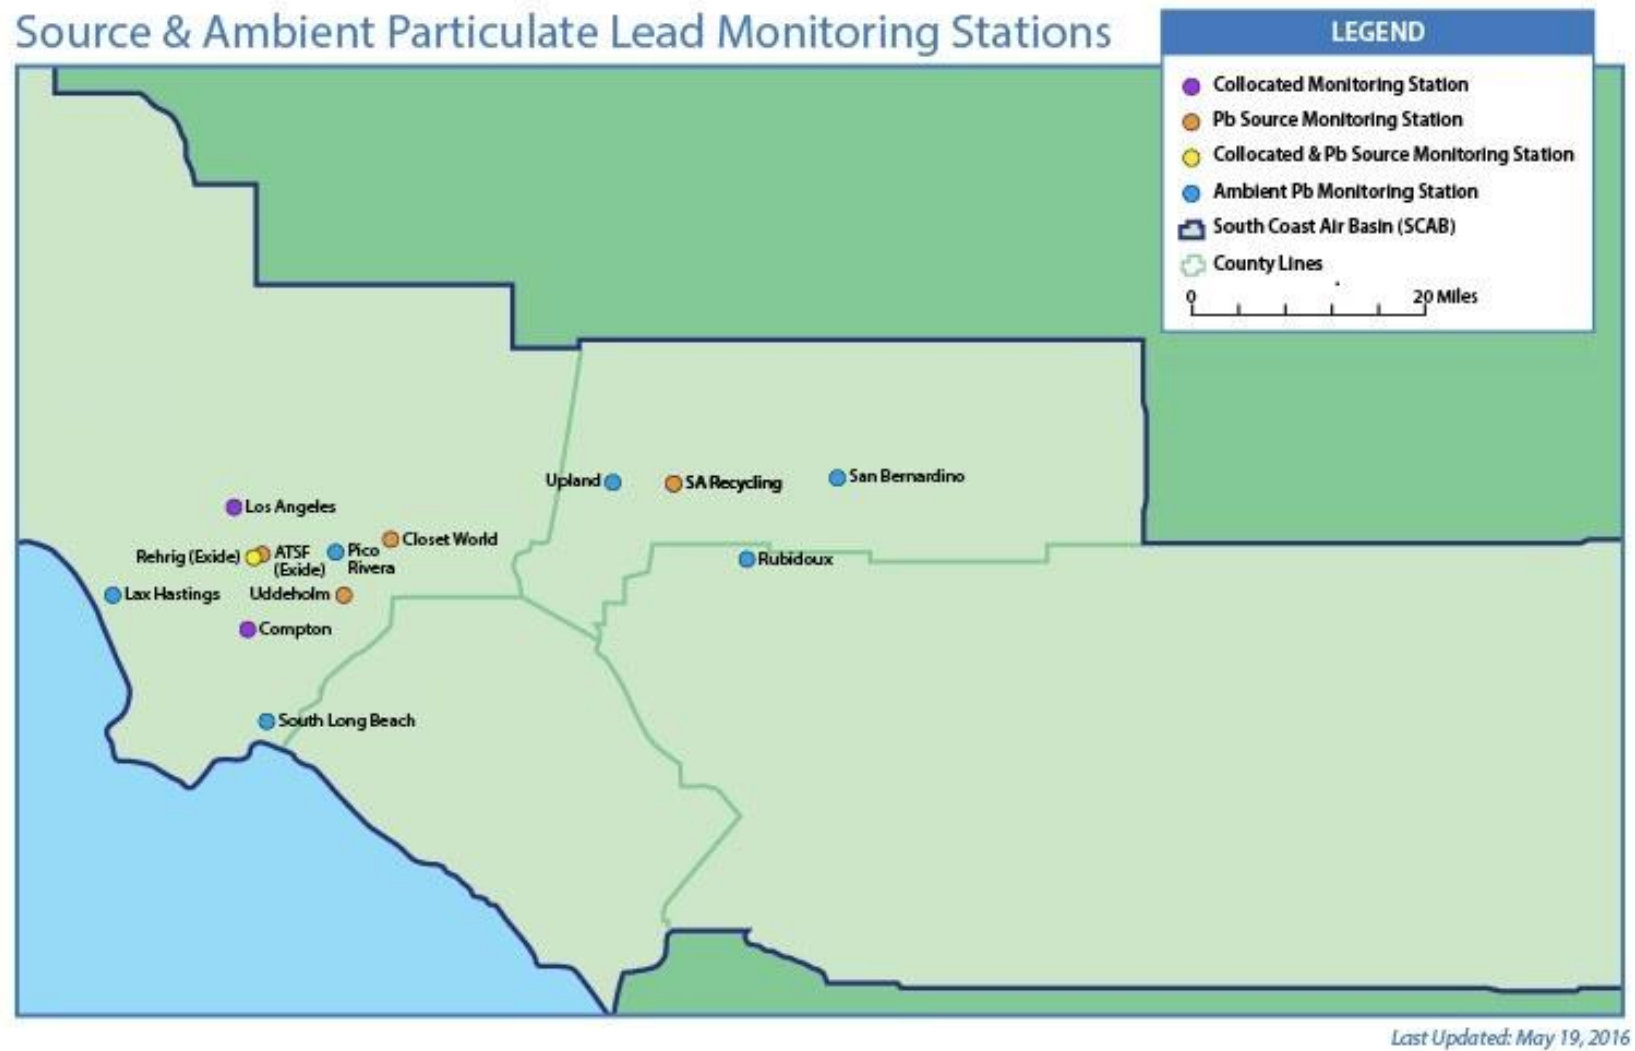 Source & Ambient Particulate Lead Monitoring Stations
LEGEND
Collocated Monitoring Station
Pb Source Monitoring Station
Collocated & Pb Source Monitoring Station
Ambient Pb Monitoring Station
South Coast Air Basin (SCAB)
County Lines
0 20 Miles
Upland
SA Recycling
San Bernardino
Los Angeles
Closet World
Rehrig (Exide)
ATSF
(Exide)
Pico
Rivera
Rubidoux
Lax Hastings
Uddeholm
Compton
South Long Beach
Last Updated: May 19, 2016